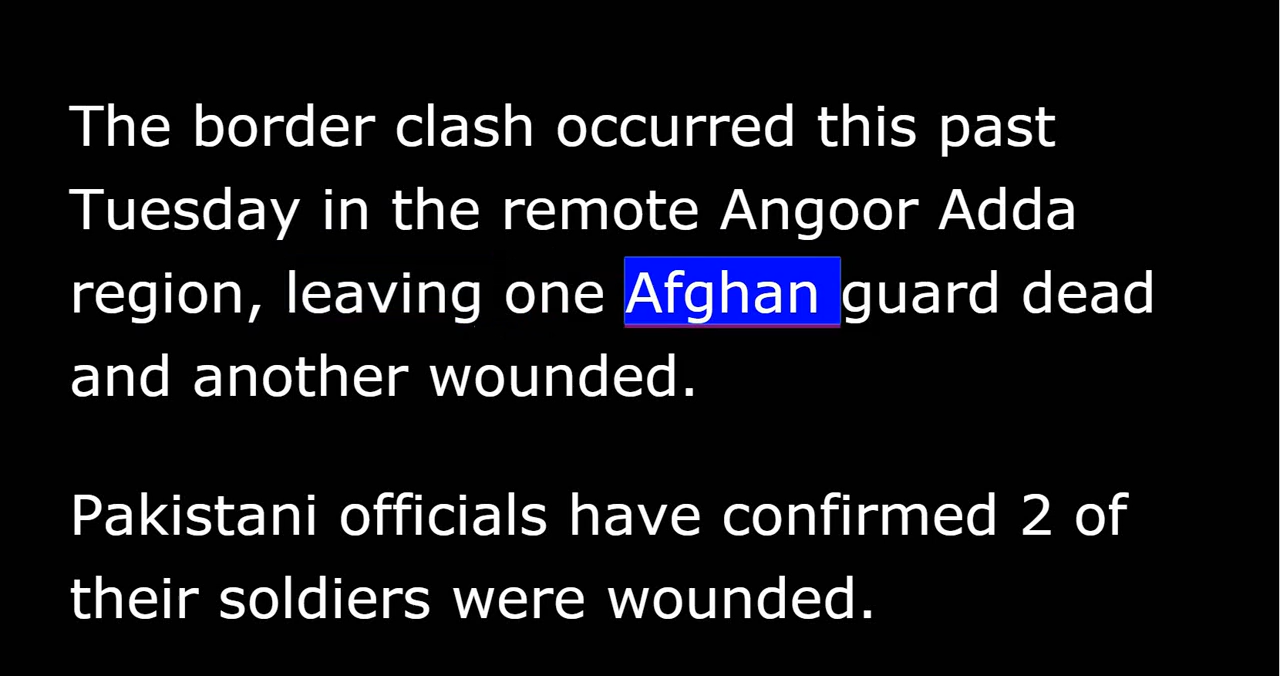 The border clash occurred this past
Tuesday in the remote Angoor Adda
region, leaving one Afghan guard dead
and another wounded.
Pakistani officials have confirmed 2 of
their soldiers were wounded.